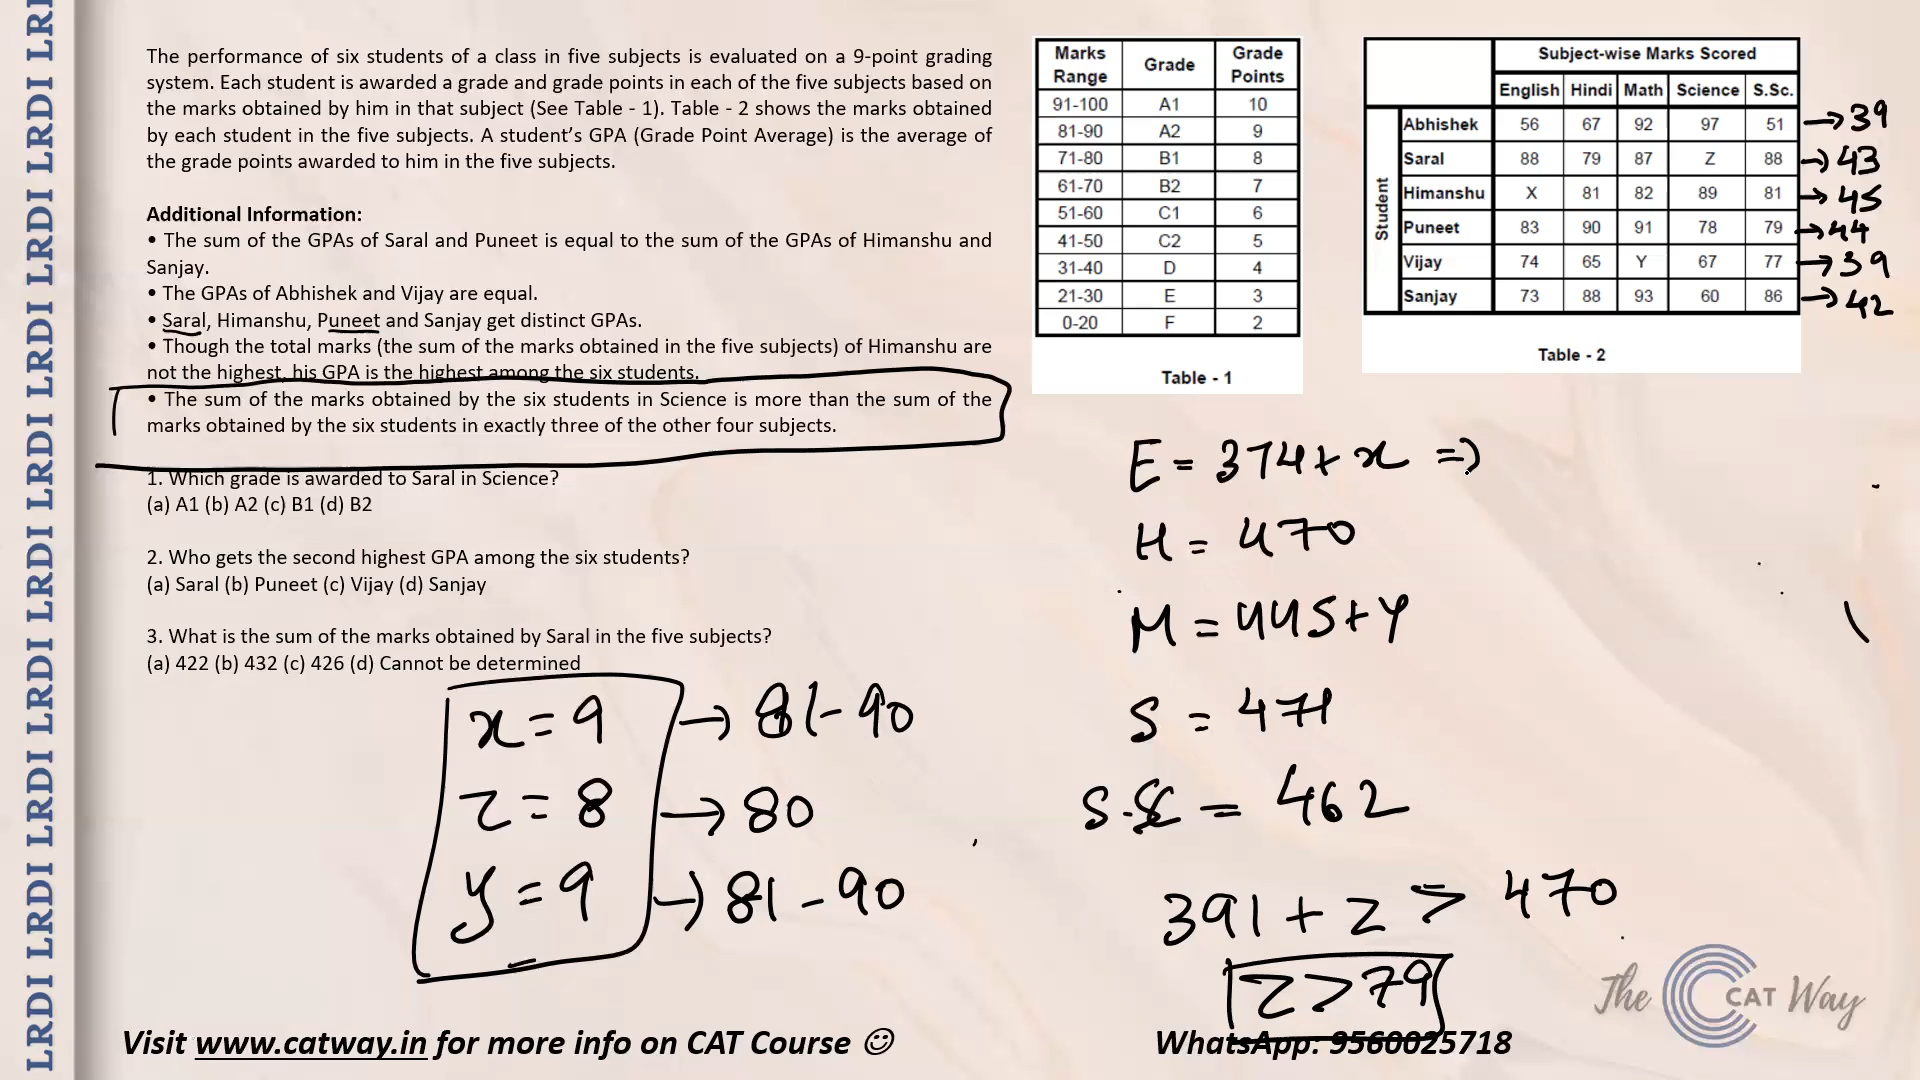 LRDI LRDI LRDI LRDI LRDI LRDI LRDI LRDI LRDI LRDI
The performance of six students of a class in five subjects is evaluated on a 9-point grading
system. Each student is awarded a grade and grade points in each of the five subjects based on
the marks obtained by him in that subject (See Table - 1). Table - 2 shows the marks obtained
by each student in the five subjects. A student's GPA (Grade Point Average) is the average of
the grade points awarded to him in the five subjects.
Additional Information:
• The sum of the GPAs of Saral and Puneet is equal to the sum of the GPAs of Himanshu and
Sanjay.
• The GPAs of Abhishek and Vijay are equal.
• Saral, Himanshu, Puneet and Sanjay get distinct GPAs.
• Though the total marks (the sum of the marks obtained in the five subjects) of Himanshu are
not the highest, his GPA is the highest among the six students.
• The sum of the marks obtained by the six students in Science is more than the sum of the
marks obtained by the six students in exactly three of the other four subjects.
1. Which grade is awarded to Saral in Science?
(a) A1 (b) A2 (c) B1 (d) B2
2. Who gets the second highest GPA among the six students?
(a) Saral (b) Puneet (c) Vijay (d) Sanjay
3. What is the sum of the marks obtained by Saral in the five subjects?
(a) 422 (b) 432 (c) 426 (d) Cannot be determined
x = 9 → 81-90
z = 8 → 80
y = 9 → 81-90
Marks Range Grade Grade Points
91-100 A1 10
81-90 A2 9
71-80 B1 8
61-70 B2 7
51-60 C1 6
41-50 C2 5
31-40 D 4
21-30 E 3
0-20 F 2
Table - 1
Subject-wise Marks Scored
English Hindi Math Science S.Sc.
Student
Abhishek 56 67 92 97 51 → 39
Saral 88 79 87 Z 88 → 43
Himanshu X 81 82 89 81 → 45
Puneet 83 90 91 78 79 → 44
Vijay 74 65 Y 67 77 → 39
Sanjay 73 88 93 60 86 → 42
Table - 2
E = 374 + x ⇒
H = 470
M = 445 + y
S = 471
S.Sc = 462
391 + z > 470
z > 79
The CAT Way
Visit www.catway.in for more info on CAT Course ☺
WhatsApp: 9560025718